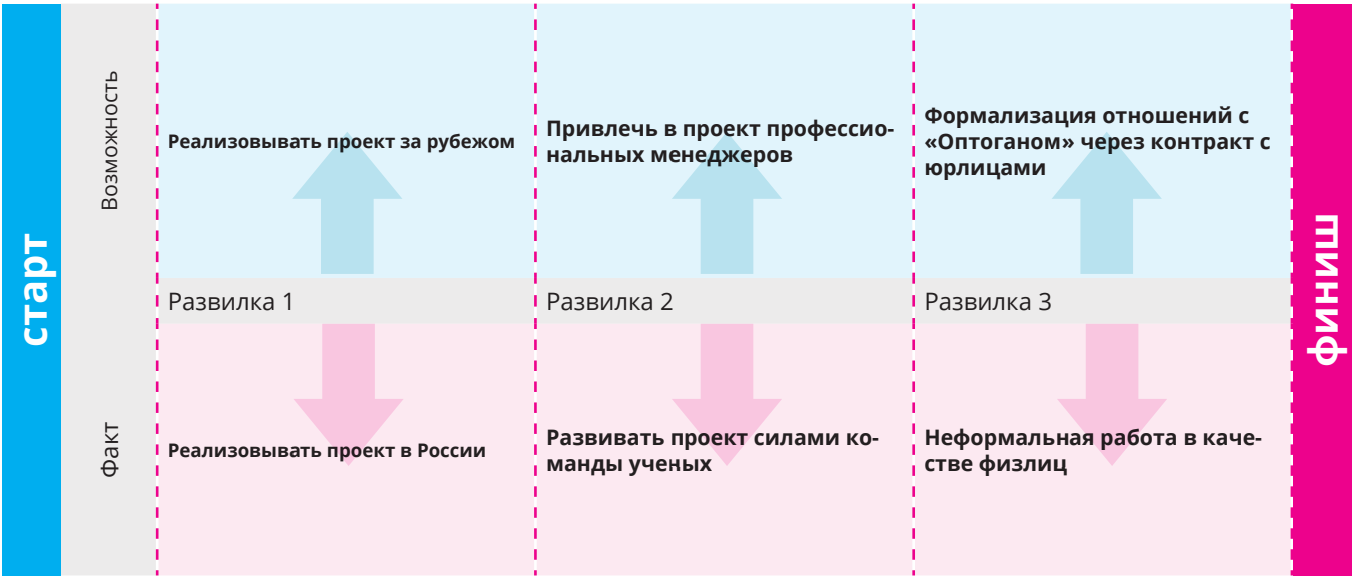 старт
Возможность
Реализовывать проект за рубежом
Привлечь в проект профессио-
нальных менеджеров
Формализация отношений с
«Оптоганом» через контракт с
юрлицами
Развилка 1
Развилка 2
Развилка 3
Факт
Реализовывать проект в России
Развивать проект силами ко-
манды ученых
Неформальная работа в каче-
стве физлиц
финиш